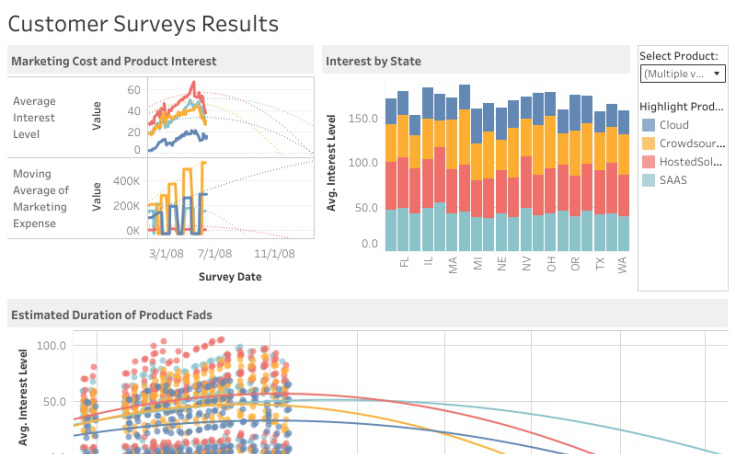 Customer Surveys Results
Marketing Cost and Product Interest
Average
Interest
Level
Value
60
40
20
0
Moving
Average of
Marketing
Expense
Value
400K
200K
0K
3/1/08 7/1/08 11/1/08
Survey Date
Interest by State
Avg. Interest Level
150.0
100.0
50.0
0.0
FL IL MA MI NE NV OH OR TX WA
Select Product:
(Multiple v...
Highlight Prod...
Cloud
Crowdsour...
HostedSol...
SAAS
Estimated Duration of Product Fads
Avg. Interest Level
100.0
50.0